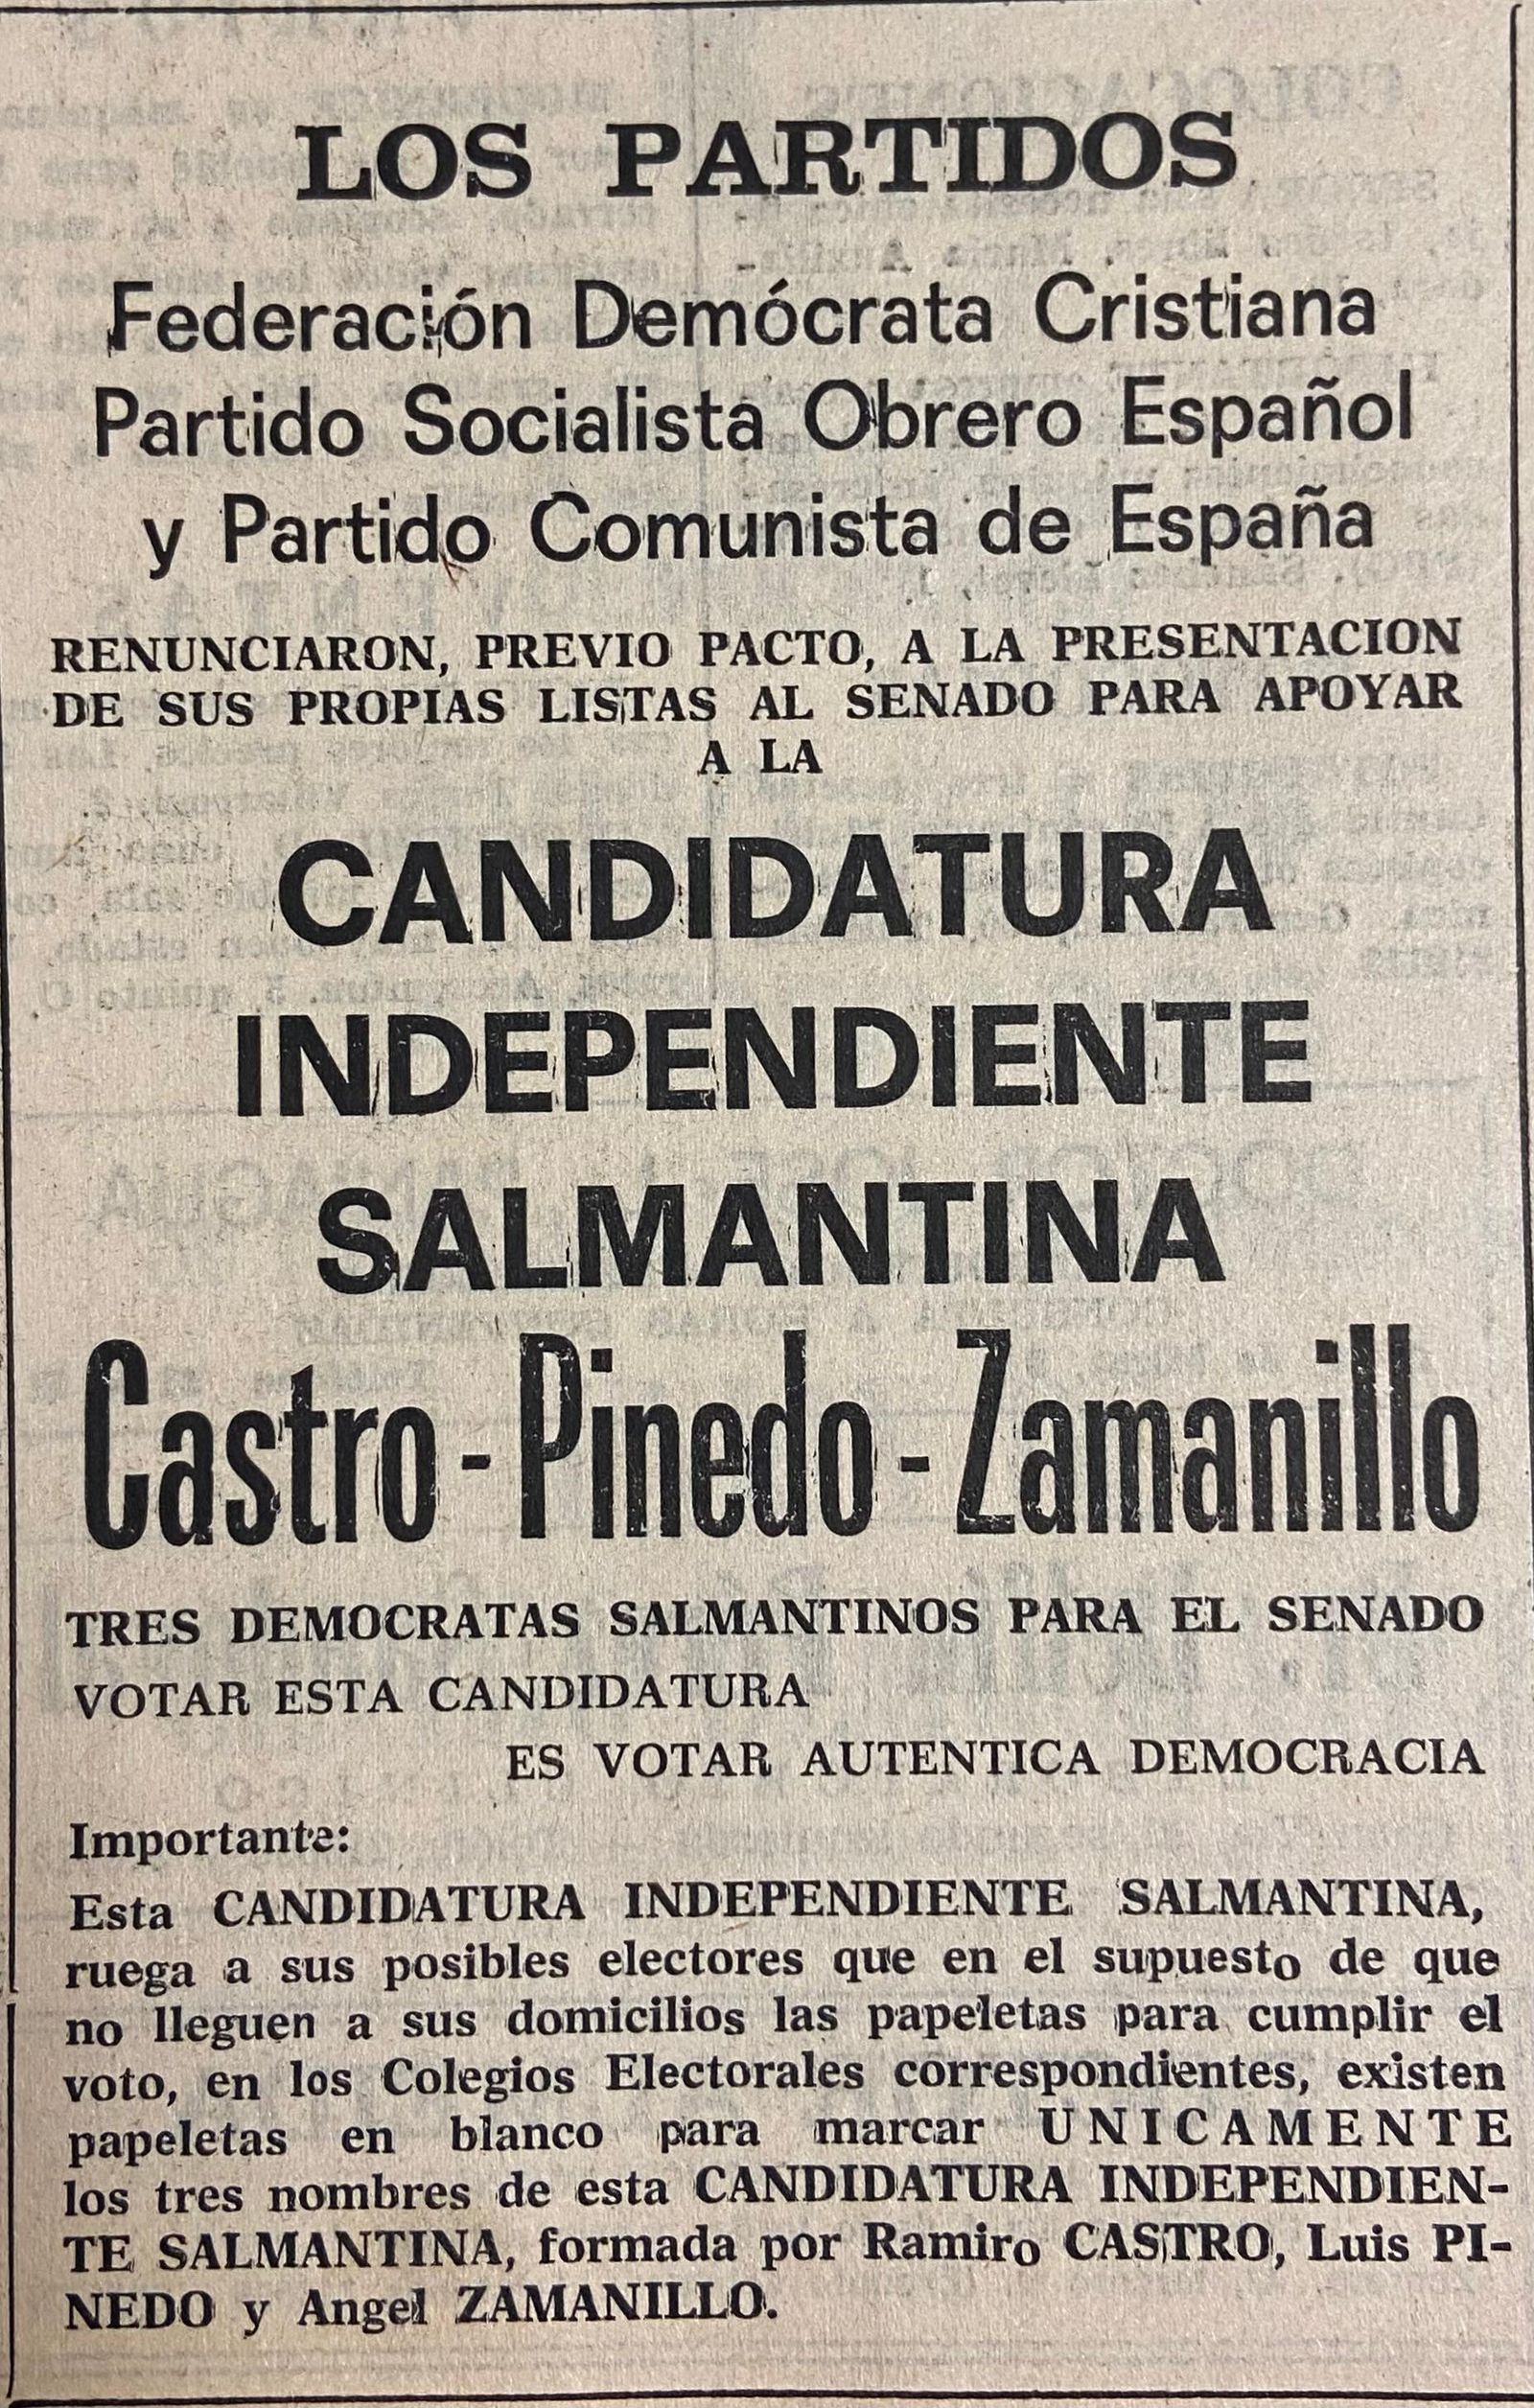 LOS PARTIDOS
Federación Demócrata Cristiana
Partido Socialista Obrero Español
y Partido Comunista de España
RENUNCIARON, PREVIO PACTO, A LA PRESENTACION
DE SUS PROPIAS LISTAS AL SENADO PARA APOYAR
A LA
CANDIDATURA
INDEPENDIENTE
SALMANTINA
Castro - Pinedo - Zamanillo
TRES DEMOCRATAS SALMANTINOS PARA EL SENADO
VOTAR ESTA CANDIDATURA
ES VOTAR AUTENTICA DEMOCRACIA
Importante:
Esta CANDIDATURA INDEPENDIENTE SALMANTINA,
ruega a sus posibles electores que en el supuesto de que
no lleguen a sus domicilios las papeletas para cumplir el
voto, en los Colegios Electorales correspondientes, existen
papeletas en blanco para marcar UNICAMENTE
los tres nombres de esta CANDIDATURA INDEPENDIEN-
TE SALMANTINA, formada por Ramiro CASTRO, Luis PI-
NEDO y Angel ZAMANILLO.